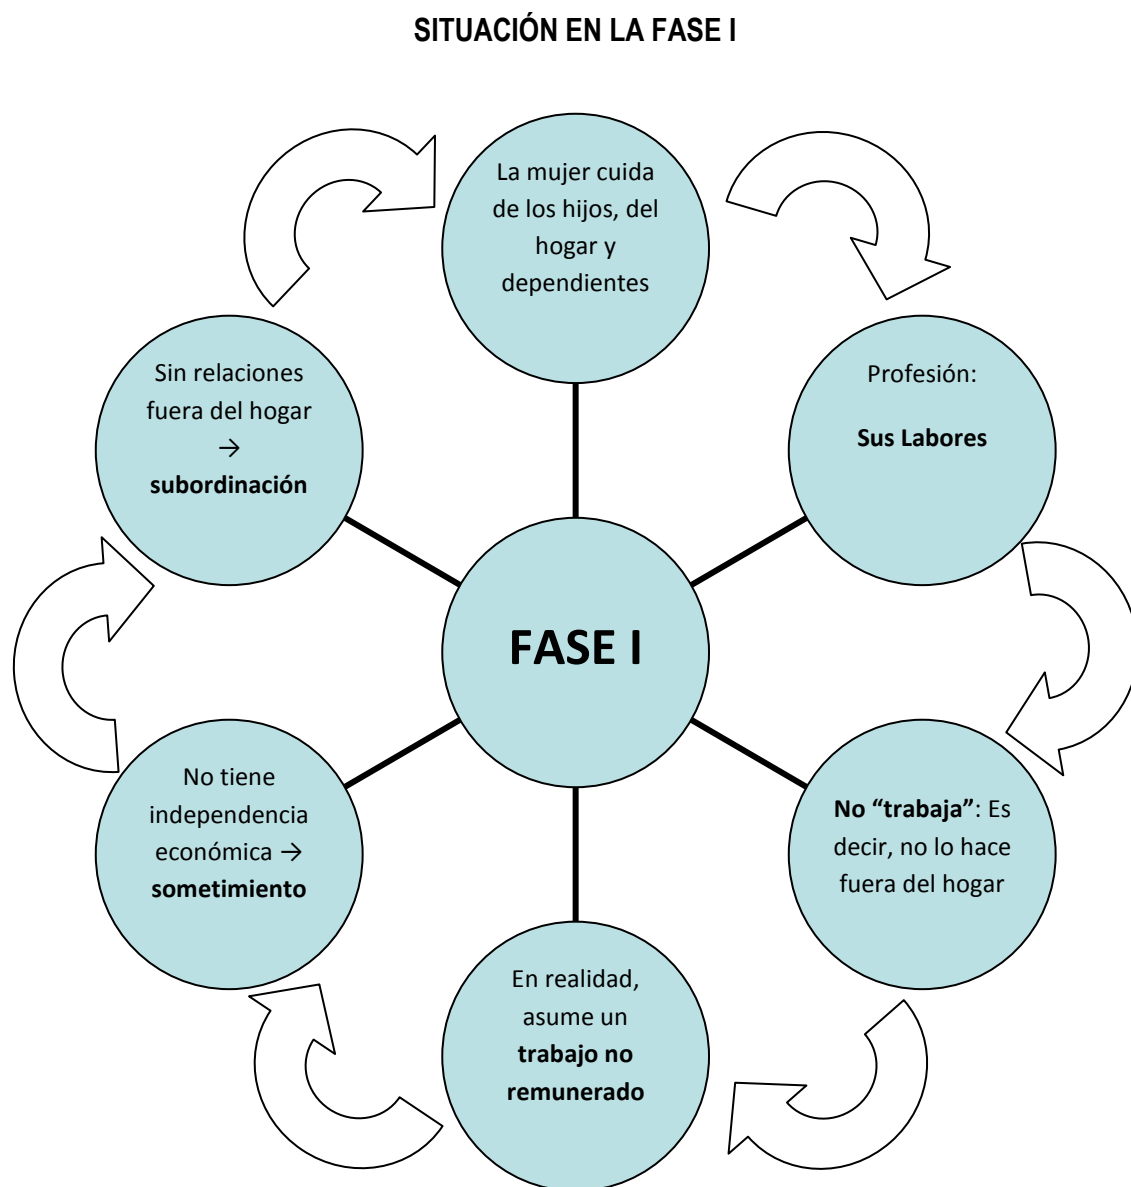 SITUACIÓN EN LA FASE I
La mujer cuida
de los hijos, del
hogar y
dependientes
Profesión:
Sus Labores
No “trabaja”: Es
decir, no lo hace
fuera del hogar
En realidad,
asume un
trabajo no
remunerado
No tiene
independencia
económica →
sometimiento
Sin relaciones
fuera del hogar
→
subordinación
FASE I